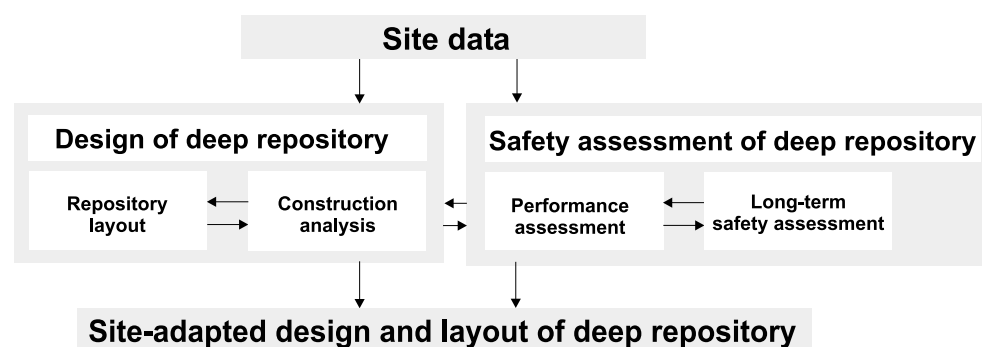 Site data
Design of deep repository
Safety assessment of deep repository
Repository
layout
Construction
analysis
Performance
assessment
Long-term
safety assessment
Site-adapted design and layout of deep repository